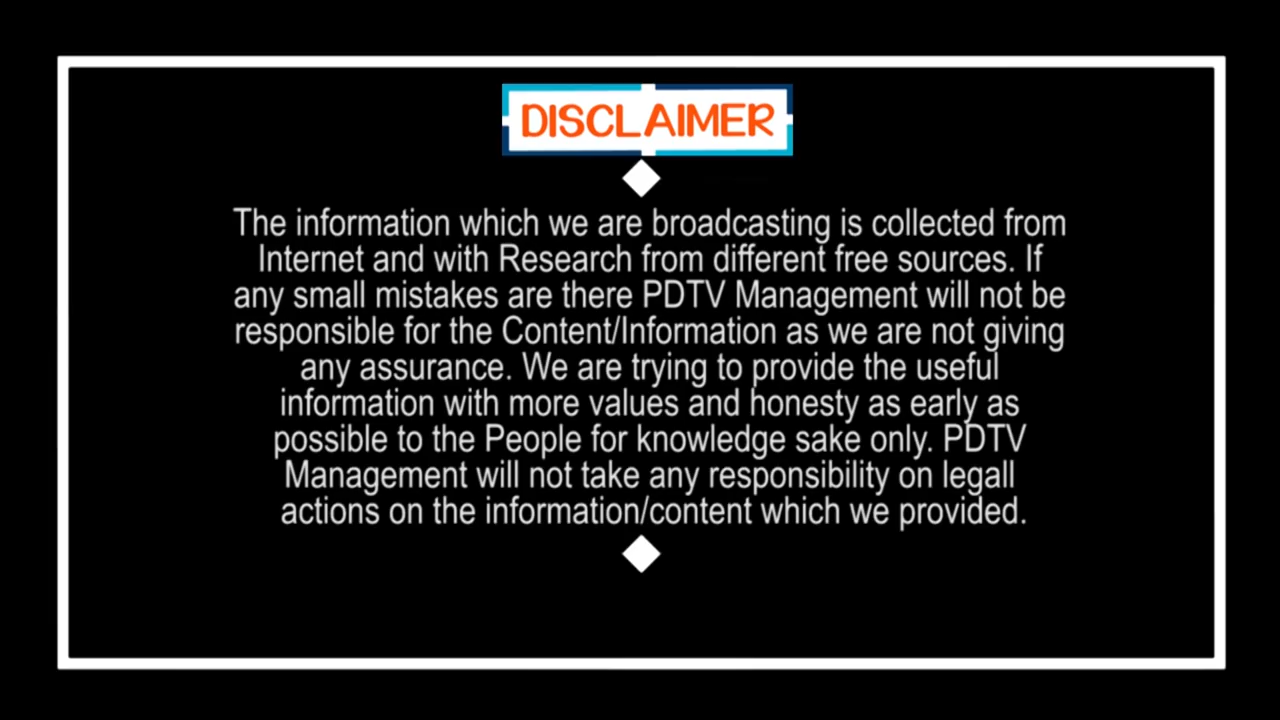 DISCLAIMER
The information which we are broadcasting is collected from
Internet and with Research from different free sources. If
any small mistakes are there PDTV Management will not be
responsible for the Content/Information as we are not giving
any assurance. We are trying to provide the useful
information with more values and honesty as early as
possible to the People for knowledge sake only. PDTV
Management will not take any responsibility on legall
actions on the information/content which we provided.